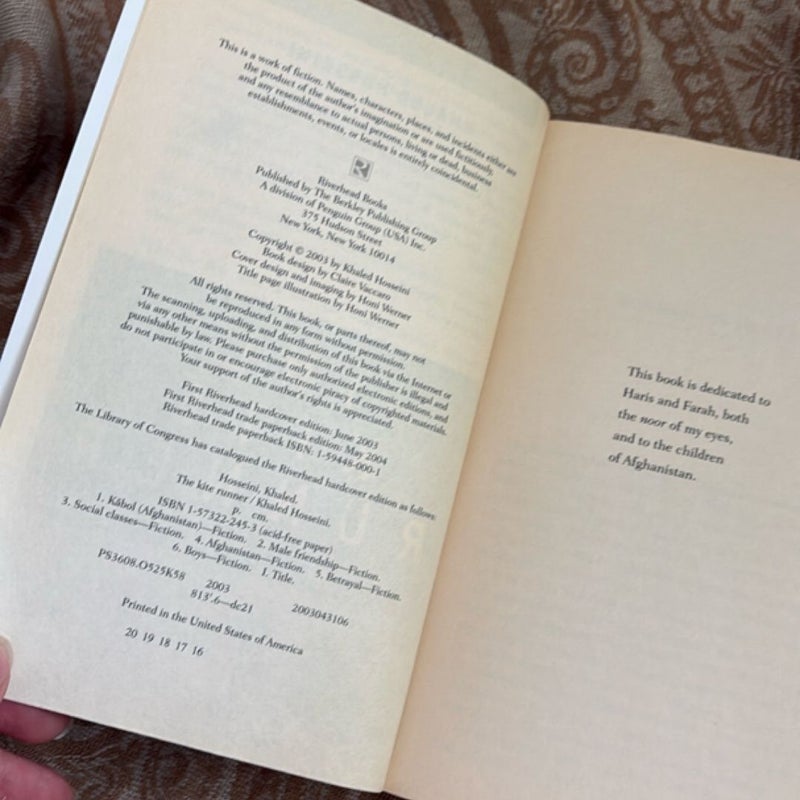 This is a work of fiction. Names, characters, places, and incidents either are
the product of the author's imagination or are used fictitiously,
and any resemblance to actual persons, living or dead, business
establishments, events, or locales is entirely coincidental.
R
Riverhead Books
Published by The Berkley Publishing Group
A division of Penguin Group (USA) Inc.
375 Hudson Street
New York, New York 10014
Copyright © 2003 by Khaled Hosseini
Book design by Claire Vaccaro
Cover design and imaging by Honi Werner
Title page illustration by Honi Werner
All rights reserved. This book, or parts thereof, may not
be reproduced in any form without permission.
The scanning, uploading, and distribution of this book via the Internet or
via any other means without the permission of the publisher is illegal and
punishable by law. Please purchase only authorized electronic editions, and
do not participate in or encourage electronic piracy of copyrighted materials.
Your support of the author's rights is appreciated.
First Riverhead hardcover edition: June 2003
First Riverhead trade paperback edition: May 2004
Riverhead trade paperback ISBN: 1-59448-000-1
The Library of Congress has catalogued the Riverhead hardcover edition as follows:
Hosseini, Khaled.
The kite runner / Khaled Hosseini.
p. cm.
ISBN 1-57322-245-3 (acid-free paper)
1. Kābol (Afghanistan)—Fiction. 2. Male friendship—Fiction.
3. Social classes—Fiction. 4. Afghanistan—Fiction. 5. Betrayal—Fiction.
6. Boys—Fiction. I. Title.
PS3608.O525K58 2003
813'.6—dc21 2003043106
Printed in the United States of America
20 19 18 17 16
This book is dedicated to
Haris and Farah, both
the noor of my eyes,
and to the children
of Afghanistan.